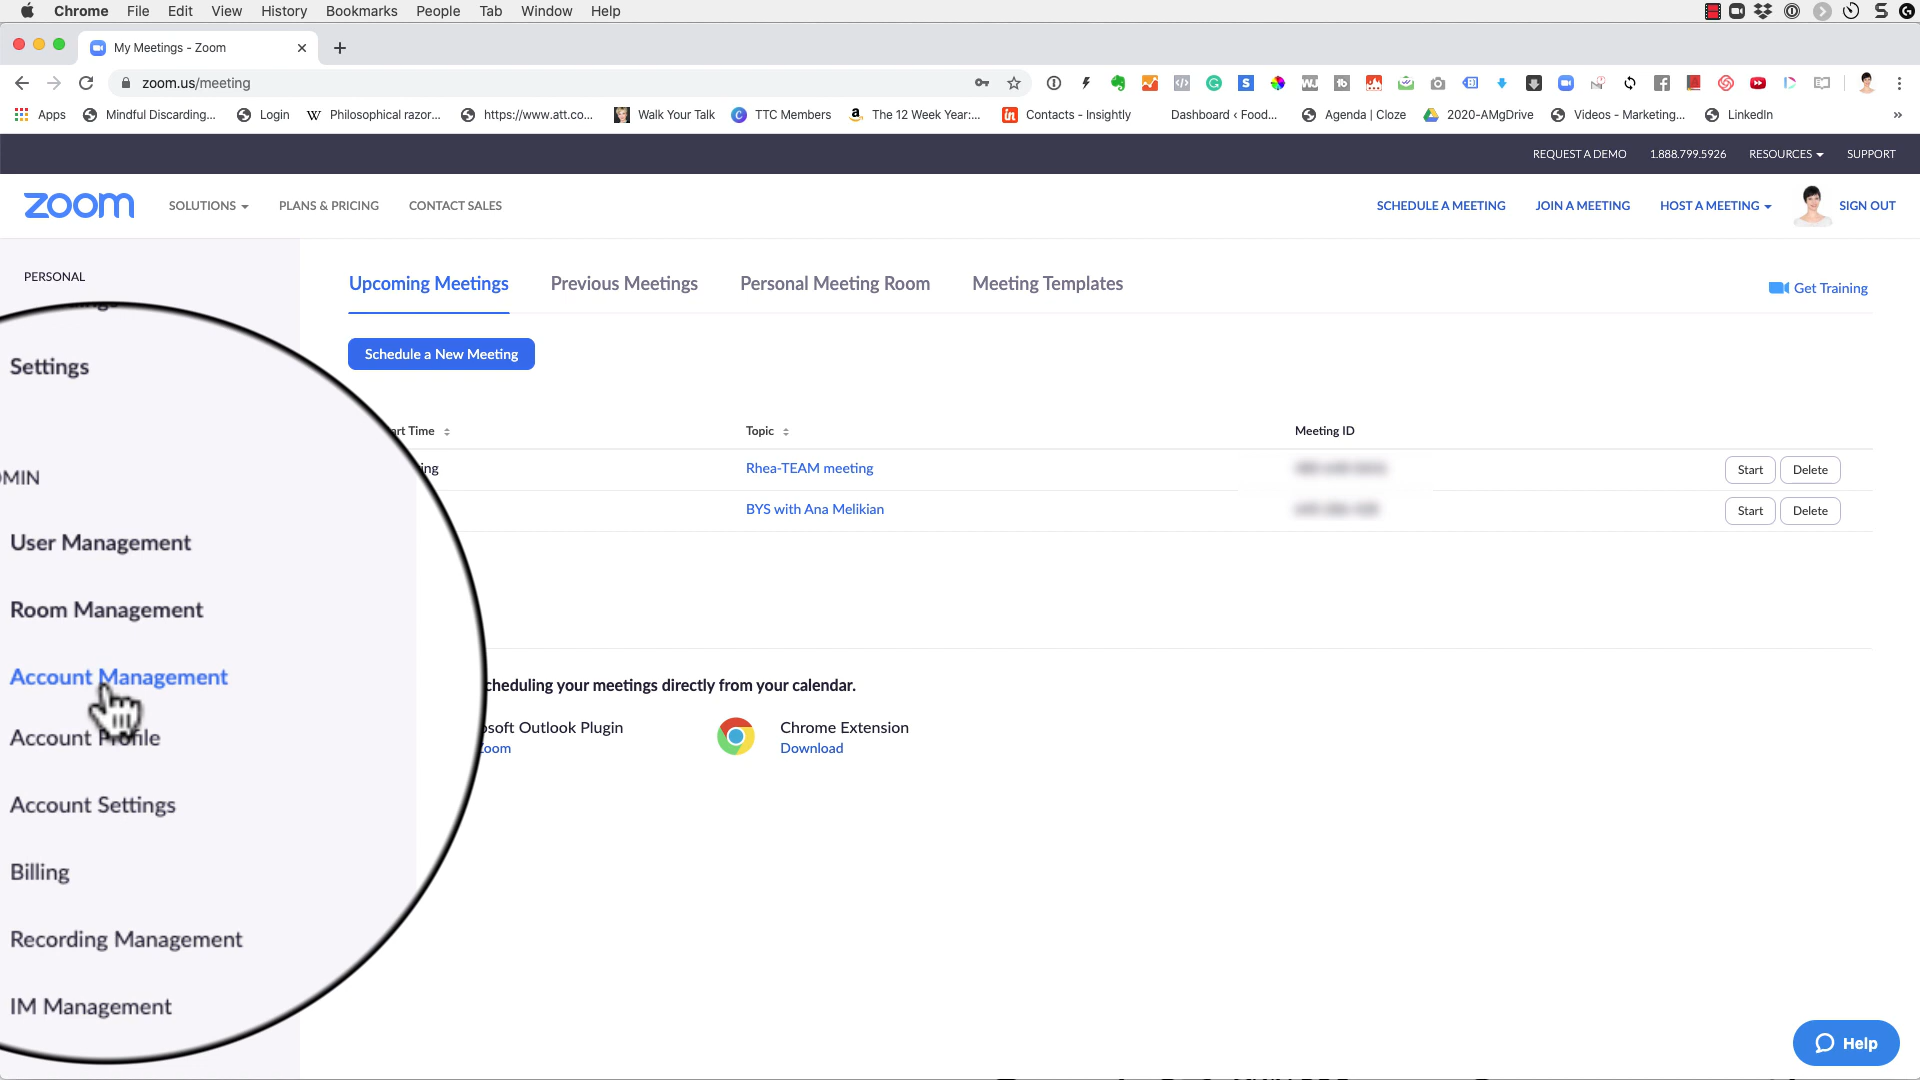 Chrome File Edit View History Bookmarks People Tab Window Help
My Meetings - Zoom
zoom.us/meeting
Apps Mindful Discarding... Login Philosophical razor... https://www.att.co... Walk Your Talk TTC Members The 12 Week Year:... Contacts - Insightly Dashboard ‹ Food... Agenda | Cloze 2020-AMgDrive Videos - Marketing... LinkedIn »
REQUEST A DEMO 1.888.799.5926 RESOURCES SUPPORT
zoom SOLUTIONS PLANS & PRICING CONTACT SALES SCHEDULE A MEETING JOIN A MEETING HOST A MEETING SIGN OUT
PERSONAL
Settings
User Management
Room Management
Account Management
Account Profile
Account Settings
Billing
Recording Management
IM Management
Upcoming Meetings Previous Meetings Personal Meeting Room Meeting Templates
Get Training
Schedule a New Meeting
Time Topic Meeting ID
Rhea-TEAM meeting Start Delete
BYS with Ana Melikian Start Delete
your meetings directly from your calendar.
Outlook Plugin Chrome Extension
Download
Help